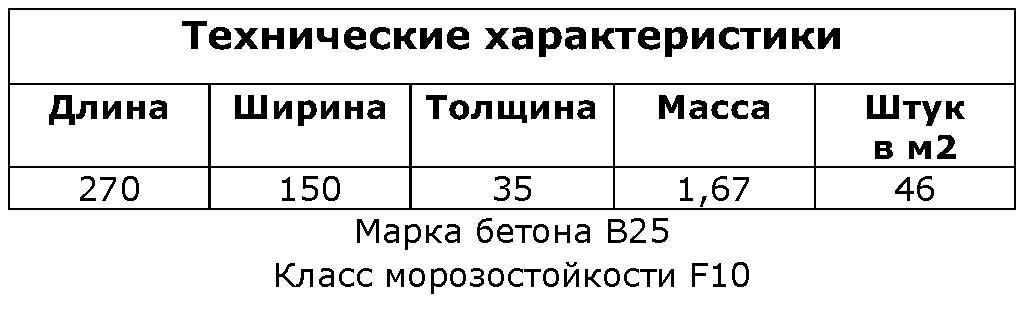 Технические характеристики
Длина Ширина Толщина Масса Штук
в м2
270 150 35 1,67 46
Марка бетона В25
Класс морозостойкости F10